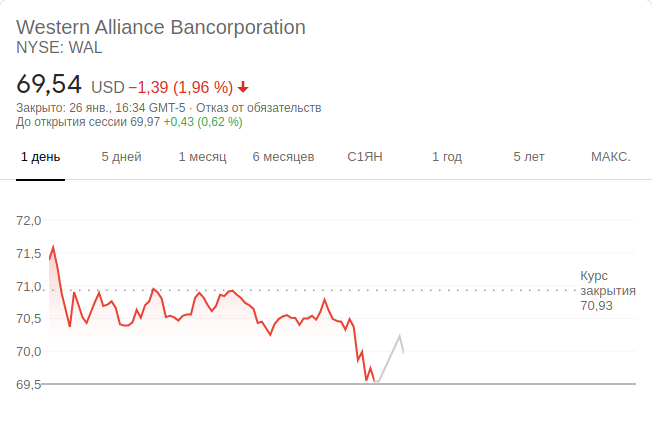 Western Alliance Bancorporation
NYSE: WAL
69,54 USD −1,39 (1,96 %)
Закрыто: 26 янв., 16:34 GMT-5 · Отказ от обязательств
До открытия сессии 69,97 +0,43 (0,62 %)
1 день 5 дней 1 месяц 6 месяцев С1ЯН 1 год 5 лет МАКС.
72,0
71,5
71,0
70,5
70,0
69,5
Курс
закрытия
70,93